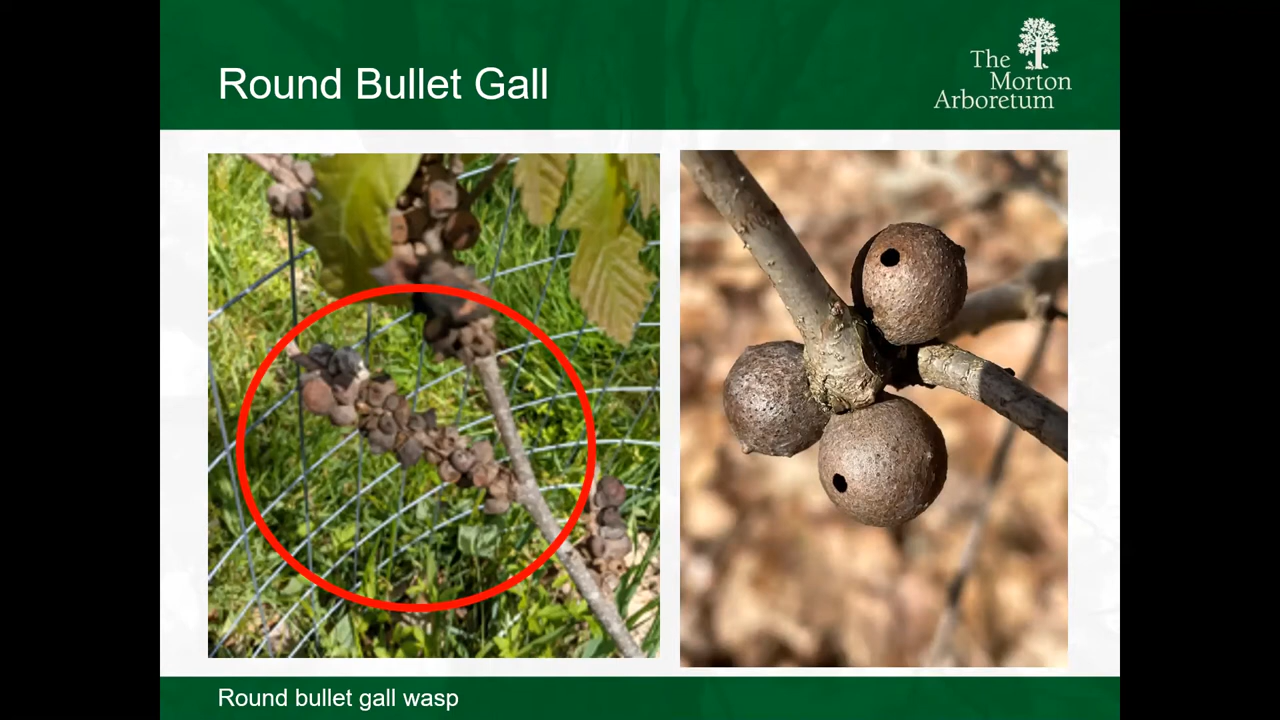 Round Bullet Gall
The
Morton
Arboretum
Round bullet gall wasp